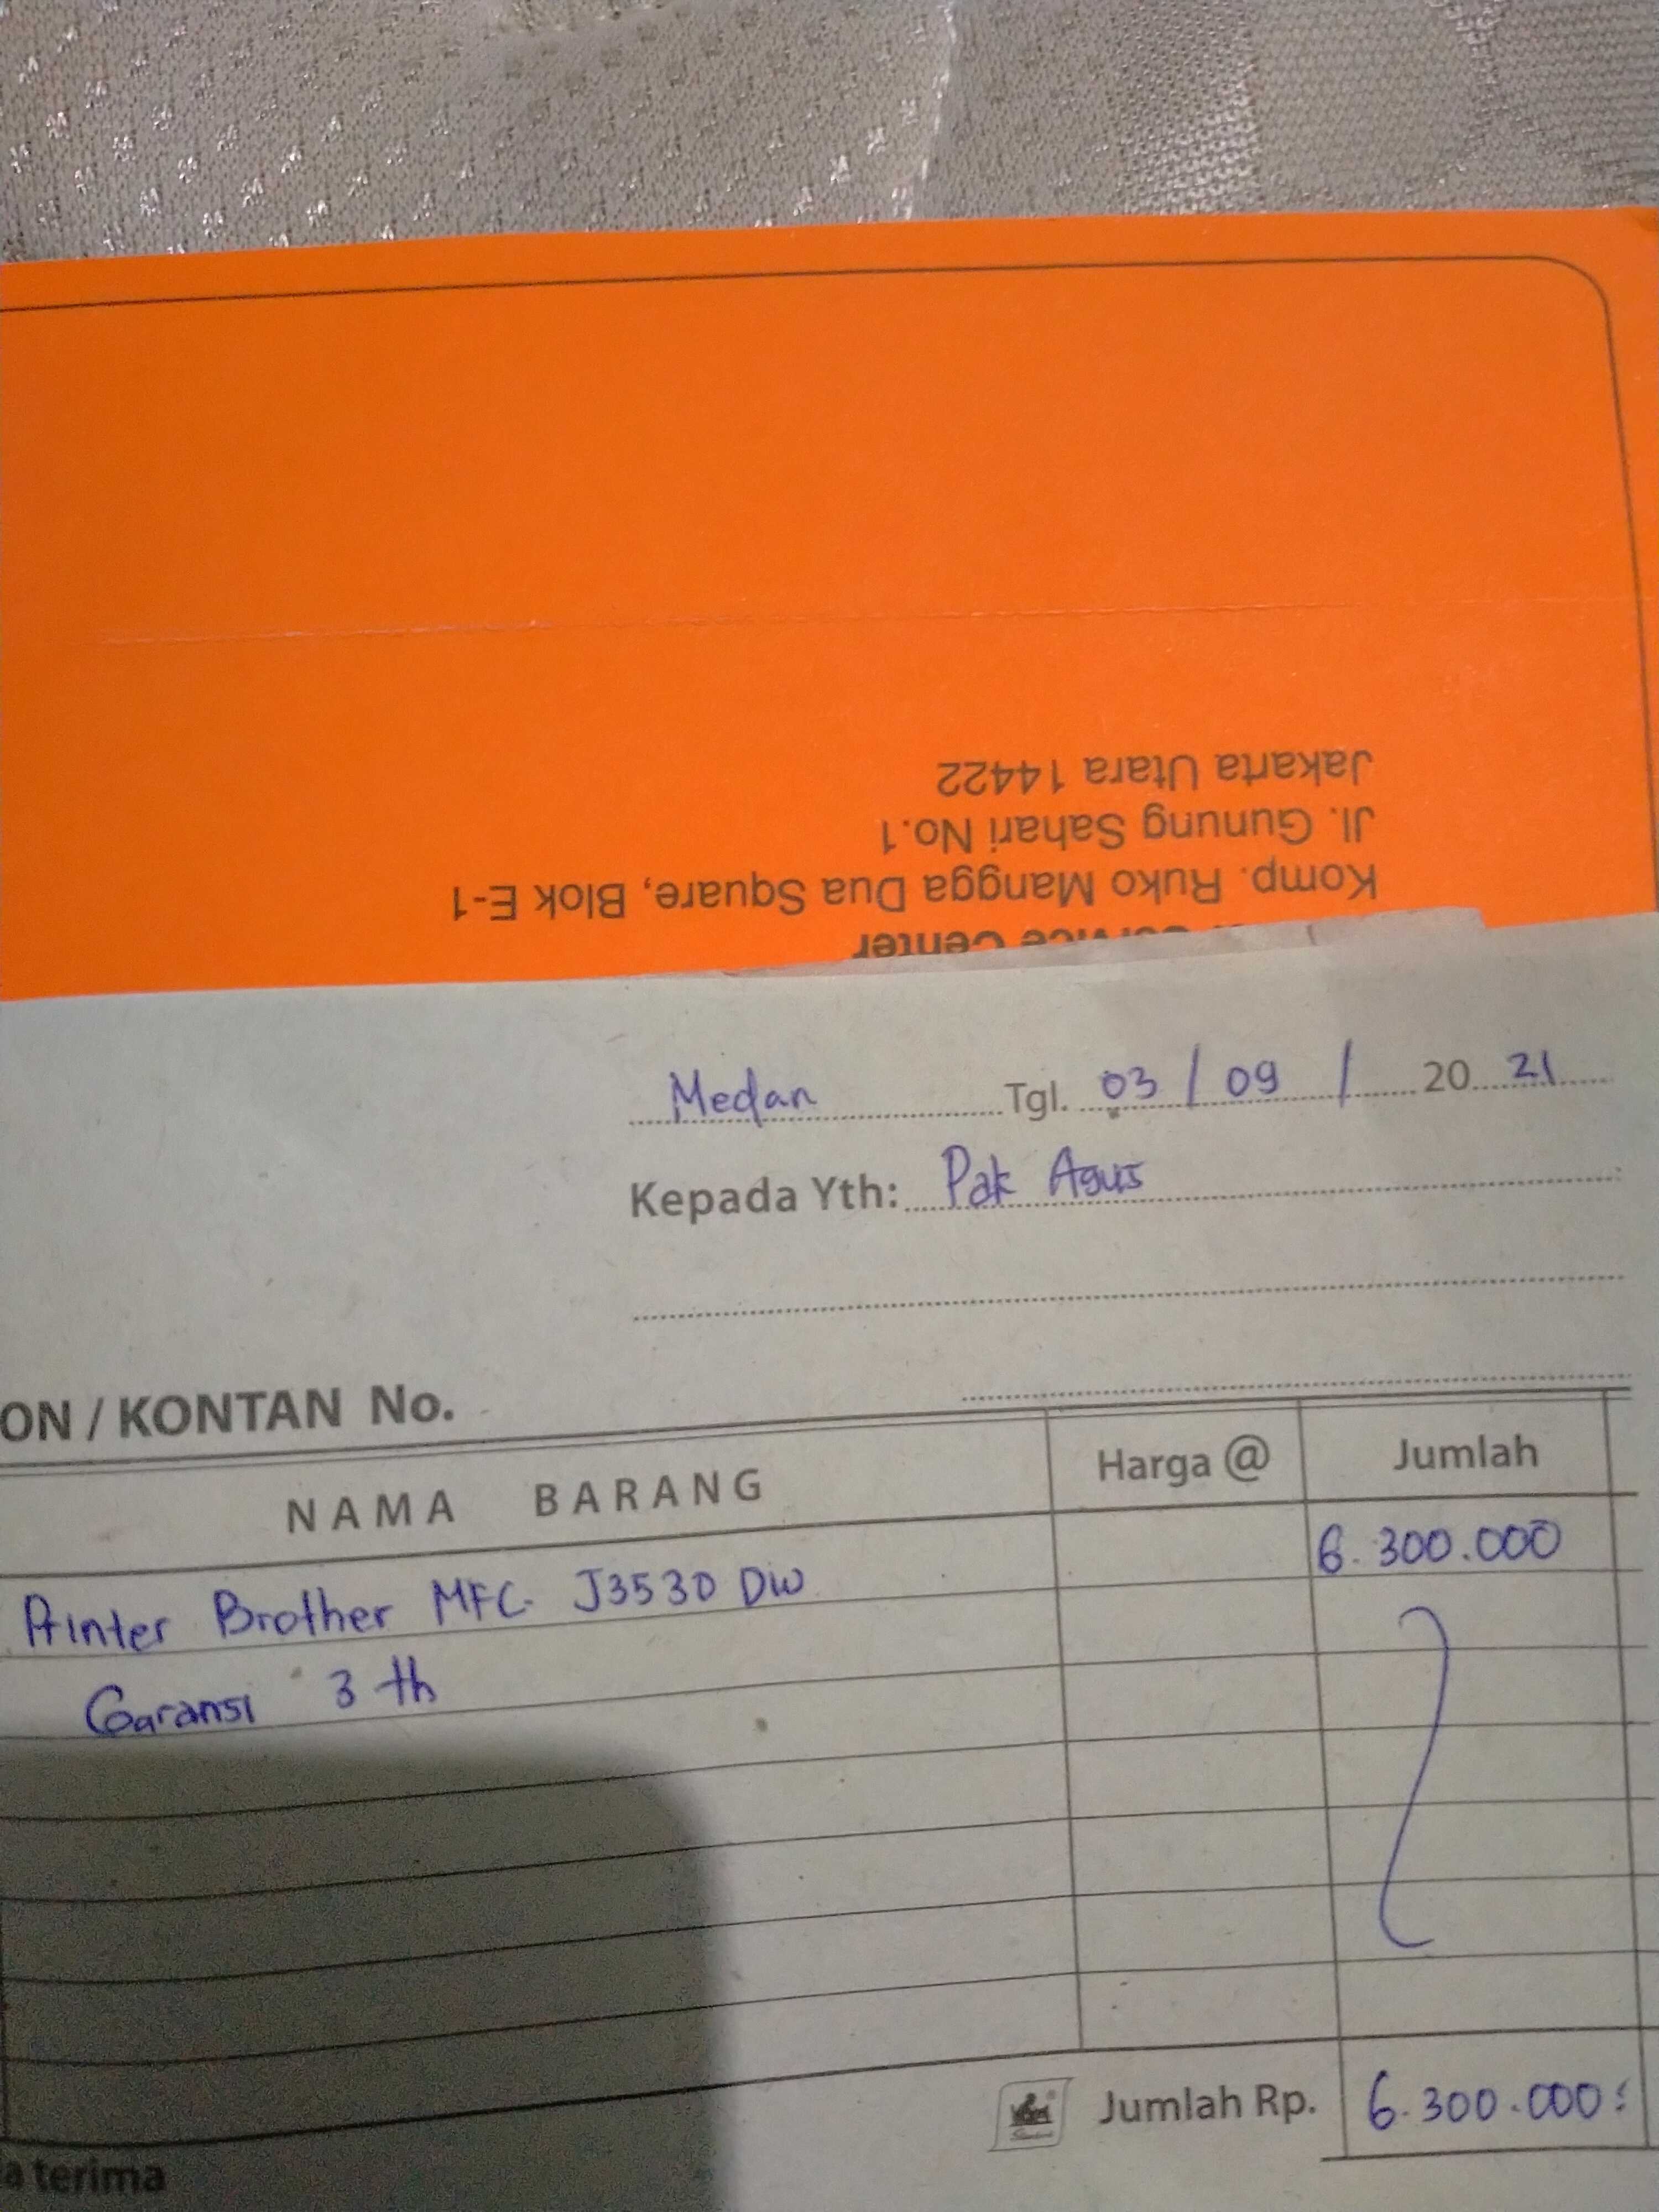 Service Center
Komp. Ruko Mangga Dua Square, Blok E-1
Jl. Gunung Sahari No.1
Jakarta Utara 14422
Medan Tgl. 03 / 09 / 20 21
Kepada Yth: Pak Agus
ON / KONTAN No.
NAMA BARANG Harga @ Jumlah
Printer Brother MFC- J3530 DW 6.300.000
Garansi 3 th
Jumlah Rp. 6.300.000
a terima